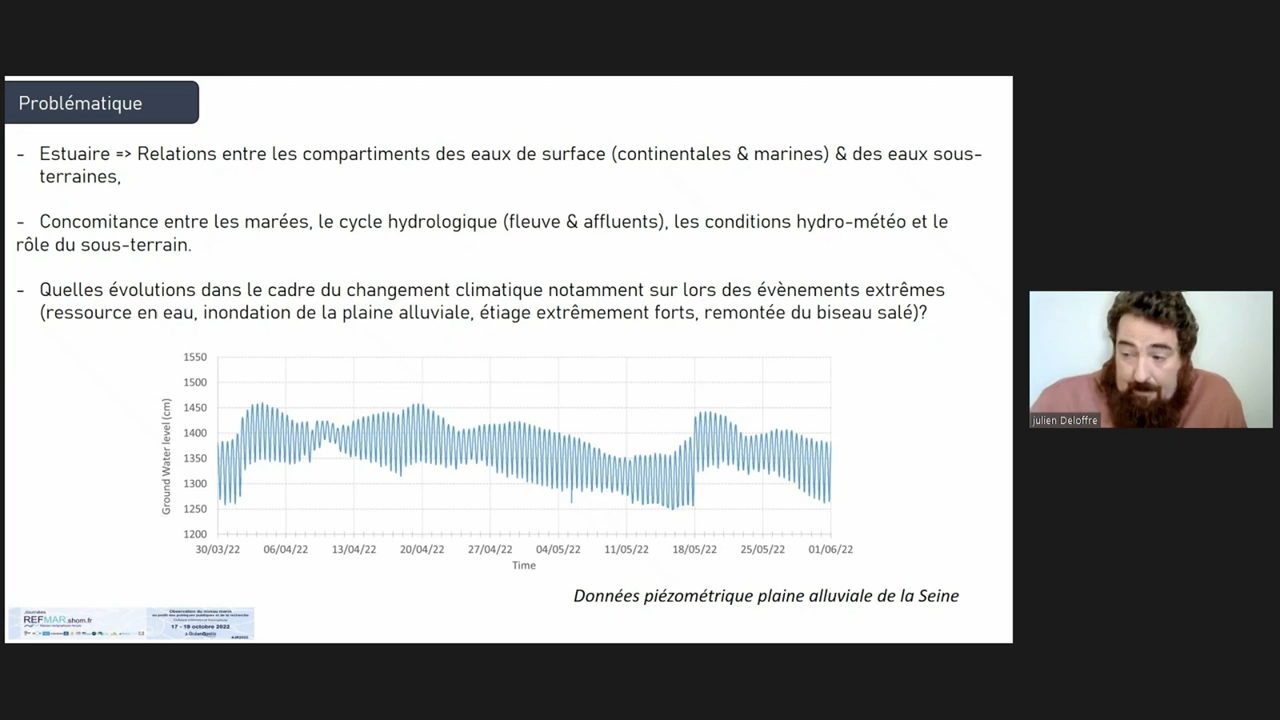 Problématique
- Estuaire => Relations entre les compartiments des eaux de surface (continentales & marines) & des eaux sous-
terraines,
- Concomitance entre les marées, le cycle hydrologique (fleuve & affluents), les conditions hydro-météo et le
rôle du sous-terrain.
- Quelles évolutions dans le cadre du changement climatique notamment sur lors des évènements extrêmes
(ressource en eau, inondation de la plaine alluviale, étiage extrêmement forts, remontée du biseau salé)?
Ground Water level (cm)
1550
1500
1450
1400
1350
1300
1250
1200
30/03/22 06/04/22 13/04/22 20/04/22 27/04/22 04/05/22 11/05/22 18/05/22 25/05/22 01/06/22
Time
Données piézométrique plaine alluviale de la Seine
Journées
REFMAR.shom.fr
Observation du niveau marin
17 - 19 octobre 2022
julien Deloffre